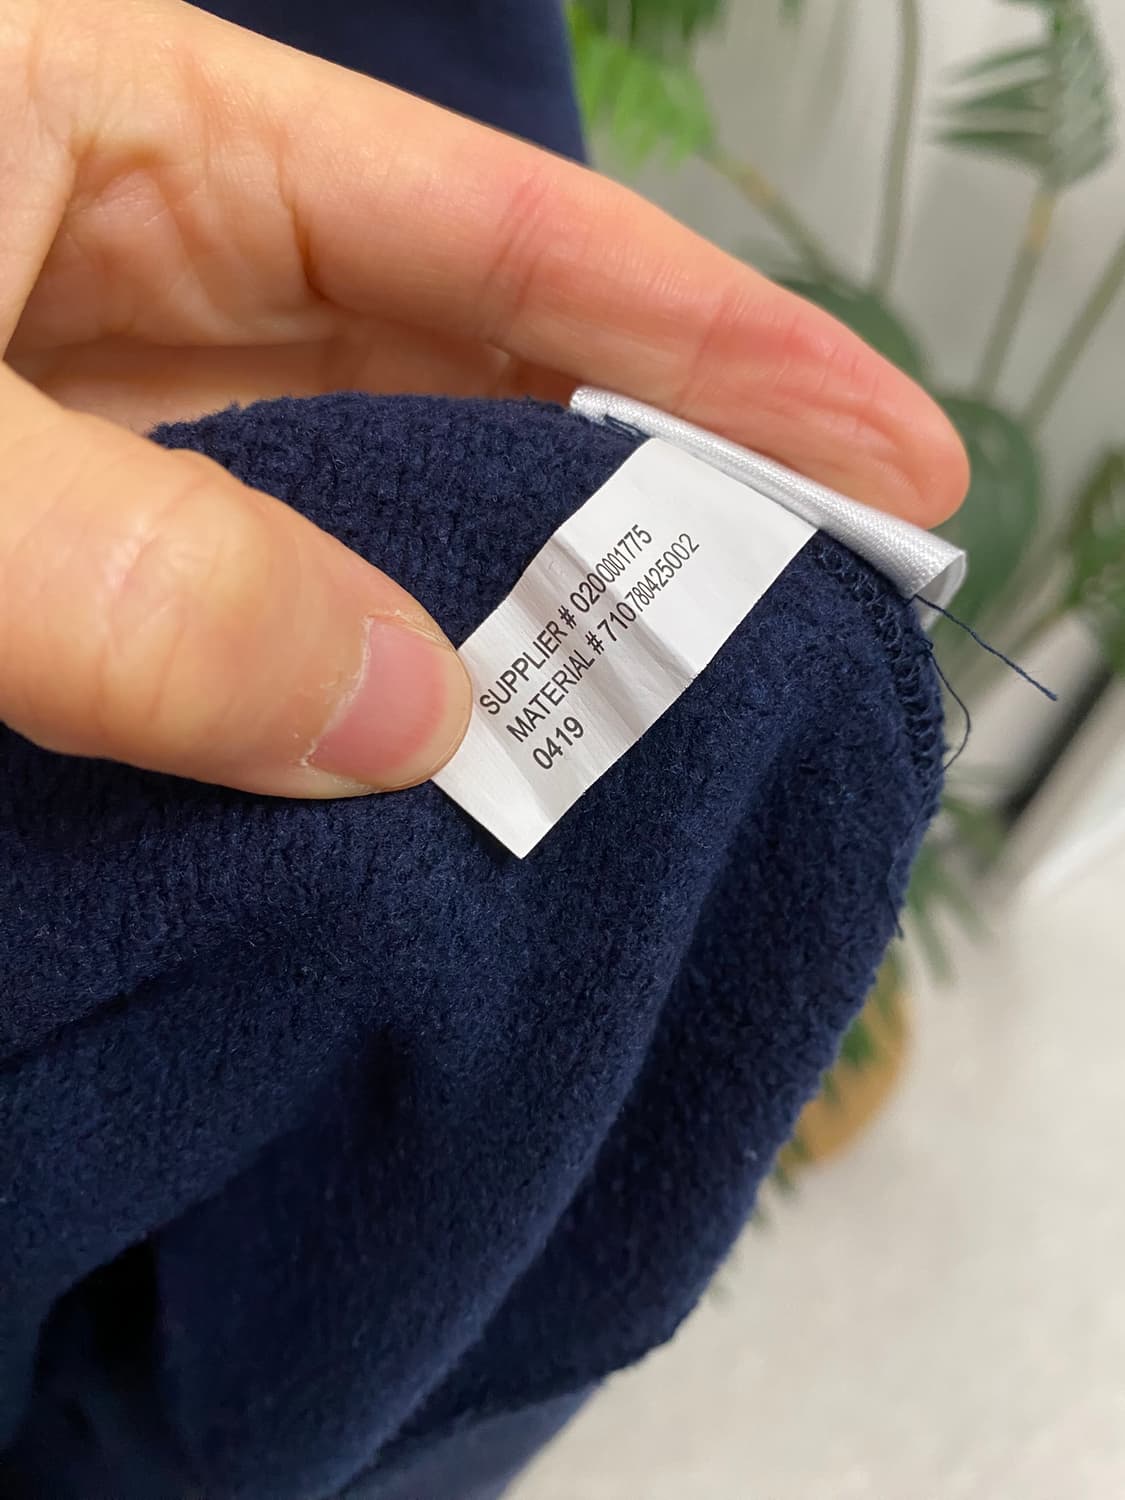 SUPPLIER # 0200001775
MATERIAL # 710780425002
0419